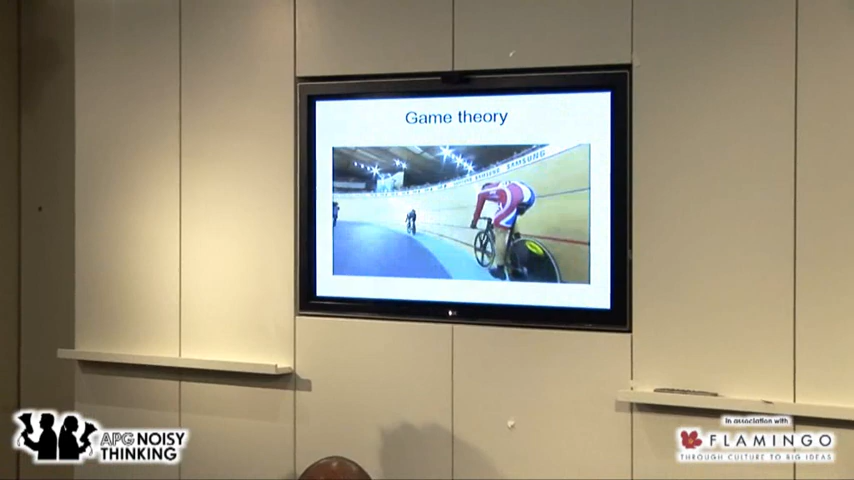 Game theory
SAMSUNG
APG NOISY
THINKING
in association with
FLAMINGO
THROUGH CULTURE TO BIG IDEAS